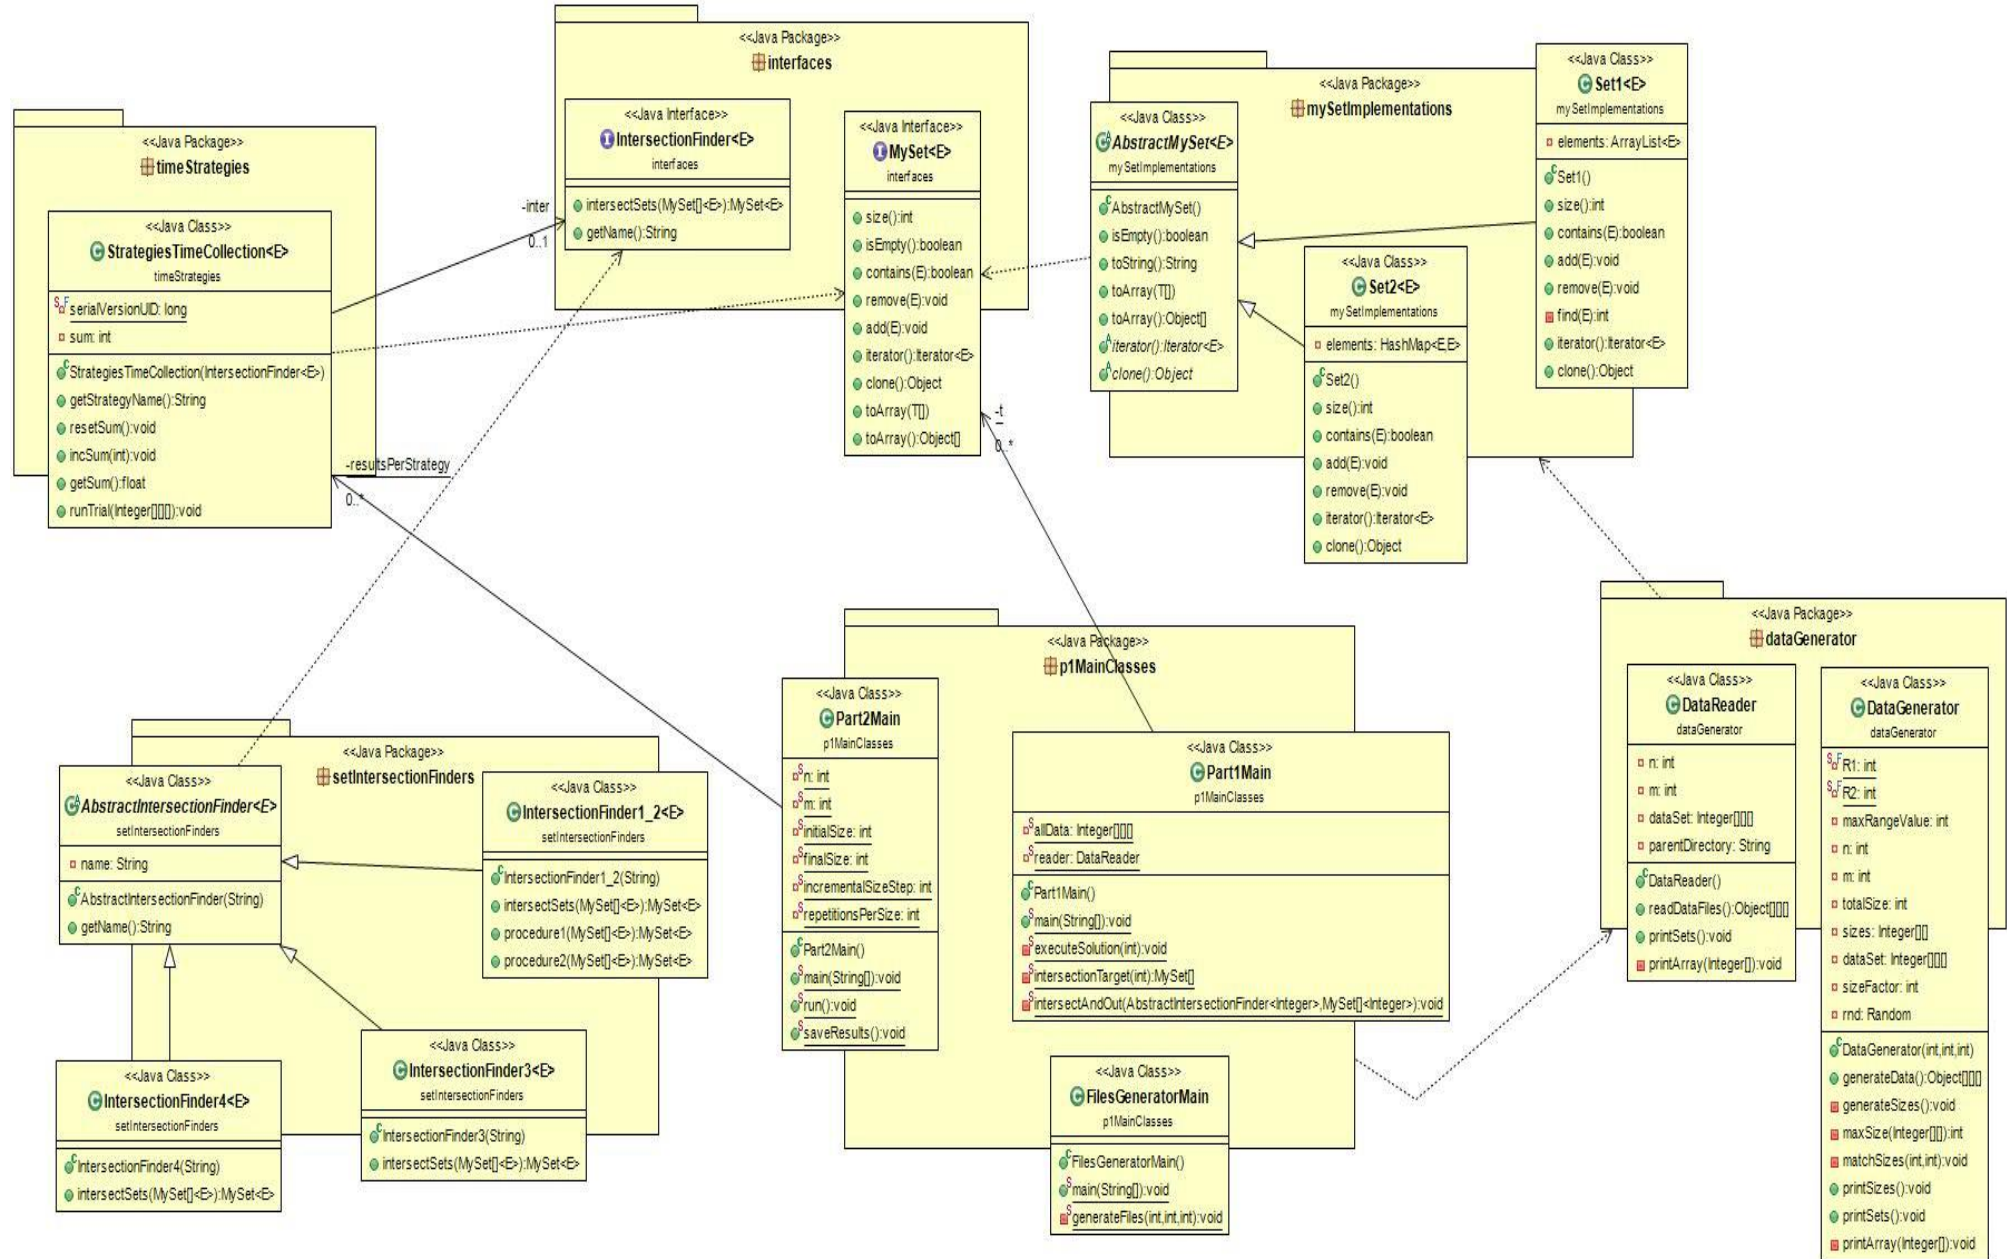 <<Java Package>>
timeStrategies
<<Java Class>>
StrategiesTimeCollection<E>
timeStrategies
serialVersionUID: long
sum: int
StrategiesTimeCollection(IntersectionFinder<E>)
getStrategyName():String
resetSum():void
incSum(int):void
getSum():float
runTrial(Integer[][][]):void
<<Java Package>>
interfaces
<<Java Interface>>
IntersectionFinder<E>
interfaces
intersectSets(MySet[]<E>):MySet<E>
getName():String
<<Java Interface>>
MySet<E>
interfaces
size():int
isEmpty():boolean
contains(E):boolean
remove(E):void
add(E):void
iterator():Iterator<E>
clone():Object
toArray(T[])
toArray():Object[]
-inter
0..1
-resultsPerStrategy
0..*
-t
0..*
<<Java Package>>
mySetImplementations
<<Java Class>>
AbstractMySet<E>
mySetImplementations
AbstractMySet()
isEmpty():boolean
toString():String
toArray(T[])
toArray():Object[]
iterator():Iterator<E>
clone():Object
<<Java Class>>
Set1<E>
mySetImplementations
elements: ArrayList<E>
Set1()
size():int
contains(E):boolean
add(E):void
remove(E):void
find(E):int
iterator():Iterator<E>
clone():Object
<<Java Class>>
Set2<E>
mySetImplementations
elements: HashMap<E,E>
Set2()
size():int
contains(E):boolean
add(E):void
remove(E):void
iterator():Iterator<E>
clone():Object
<<Java Package>>
setIntersectionFinders
<<Java Class>>
AbstractIntersectionFinder<E>
setIntersectionFinders
name: String
AbstractIntersectionFinder(String)
getName():String
<<Java Class>>
IntersectionFinder1_2<E>
setIntersectionFinders
IntersectionFinder1_2(String)
intersectSets(MySet[]<E>):MySet<E>
procedure1(MySet[]<E>):MySet<E>
procedure2(MySet[]<E>):MySet<E>
<<Java Class>>
IntersectionFinder3<E>
setIntersectionFinders
IntersectionFinder3(String)
intersectSets(MySet[]<E>):MySet<E>
<<Java Class>>
IntersectionFinder4<E>
setIntersectionFinders
IntersectionFinder4(String)
intersectSets(MySet[]<E>):MySet<E>
<<Java Package>>
p1MainClasses
<<Java Class>>
Part2Main
p1MainClasses
n: int
m: int
initialSize: int
finalSize: int
incrementalSizeStep: int
repetitionsPerSize: int
Part2Main()
main(String[]):void
run():void
saveResults():void
<<Java Class>>
Part1Main
p1MainClasses
allData: Integer[][][]
reader: DataReader
Part1Main()
main(String[]):void
executeSolution(int):void
intersectionTarget(int):MySet[]
intersectAndOut(AbstractIntersectionFinder<Integer>,MySet[]<Integer>):void
<<Java Class>>
FilesGeneratorMain
p1MainClasses
FilesGeneratorMain()
main(String[]):void
generateFiles(int,int,int):void
<<Java Package>>
dataGenerator
<<Java Class>>
DataReader
dataGenerator
n: int
m: int
dataSet: Integer[][][]
parentDirectory: String
DataReader()
readDataFiles():Object[][][]
printSets():void
printArray(Integer[]):void
<<Java Class>>
DataGenerator
dataGenerator
R1: int
R2: int
maxRangeValue: int
n: int
m: int
totalSize: int
sizes: Integer[][]
dataSet: Integer[][][]
sizeFactor: int
rnd: Random
DataGenerator(int,int,int)
generateData():Object[][][]
generateSizes():void
maxSize(Integer[][]):int
matchSizes(int,int):void
printSizes():void
printSets():void
printArray(Integer[]):void